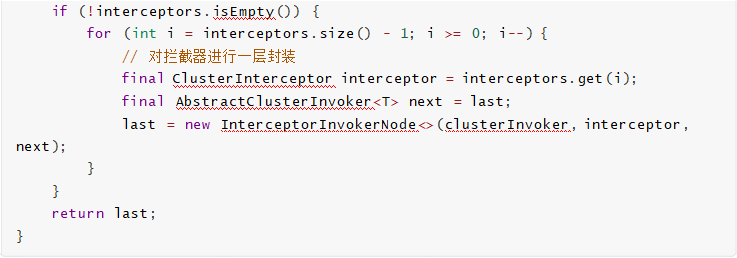 if (!interceptors.isEmpty()) {
for (int i = interceptors.size() - 1; i >= 0; i--) {
// 对拦截器进行一层封装
final ClusterInterceptor interceptor = interceptors.get(i);
final AbstractClusterInvoker<T> next = last;
last = new InterceptorInvokerNode<>(clusterInvoker, interceptor,
next);
}
}
return last;
}